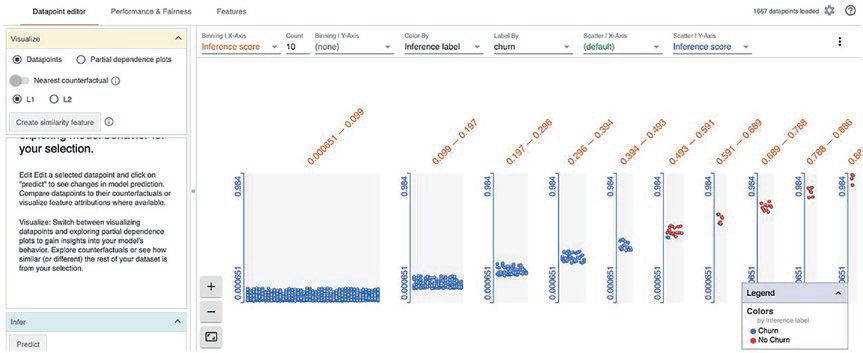 Datapoint editor Performance & Fairness Features 1667 datapoints loaded
Visualize
Datapoints Partial dependence plots
Nearest counterfactual
L1 L2
Create similarity feature
exploring model behavior for
your selection.
Edit Edit a selected datapoint and click on
"predict" to see changes in model prediction.
Compare datapoints to their counterfactuals or
visualize feature attributions where available.
Visualize: Switch between visualizing
datapoints and exploring partial dependence
plots to gain insights into your model's
behavior. Explore counterfactuals or see how
similar (or different) the rest of your dataset is
from your selection.
Infer
Predict
Binning | X-Axis Count Binning | Y-Axis Color By Label By Scatter | X-Axis Scatter | Y-Axis
Inference score 10 (none) Inference label churn (default) Inference score
0.000651 – 0.099
0.099 – 0.197
0.197 – 0.296
0.296 – 0.394
0.394 – 0.493
0.493 – 0.591
0.591 – 0.689
0.689 – 0.788
0.788 – 0.886
0.984 0.984 0.984 0.984 0.984 0.984 0.984 0.984 0.984
0.000651 0.000651 0.000651 0.000651 0.000651 0.000651 0.000651
Legend
Colors
by Inference label
Churn
No Churn